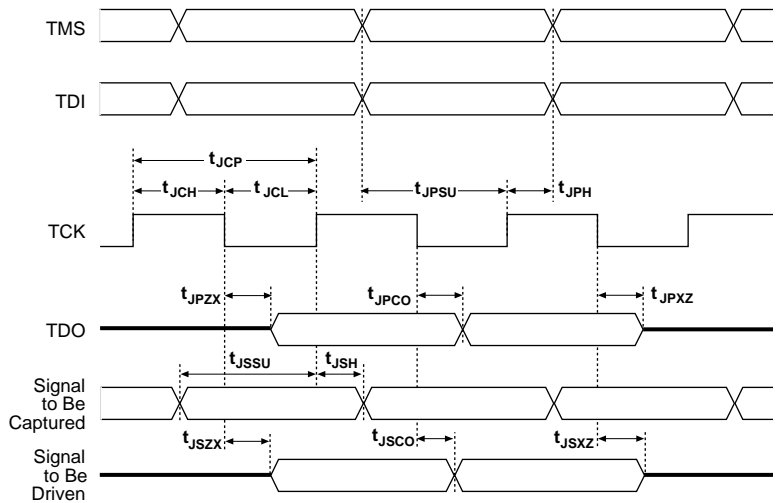 TMS
TDI
tJCP
tJCH tJCL tJPSU tJPH
TCK
tJPZX tJPCO tJPXZ
TDO
tJSSU tJSH
Signal
to Be
Captured
tJSZX tJSCO tJSXZ
Signal
to Be
Driven